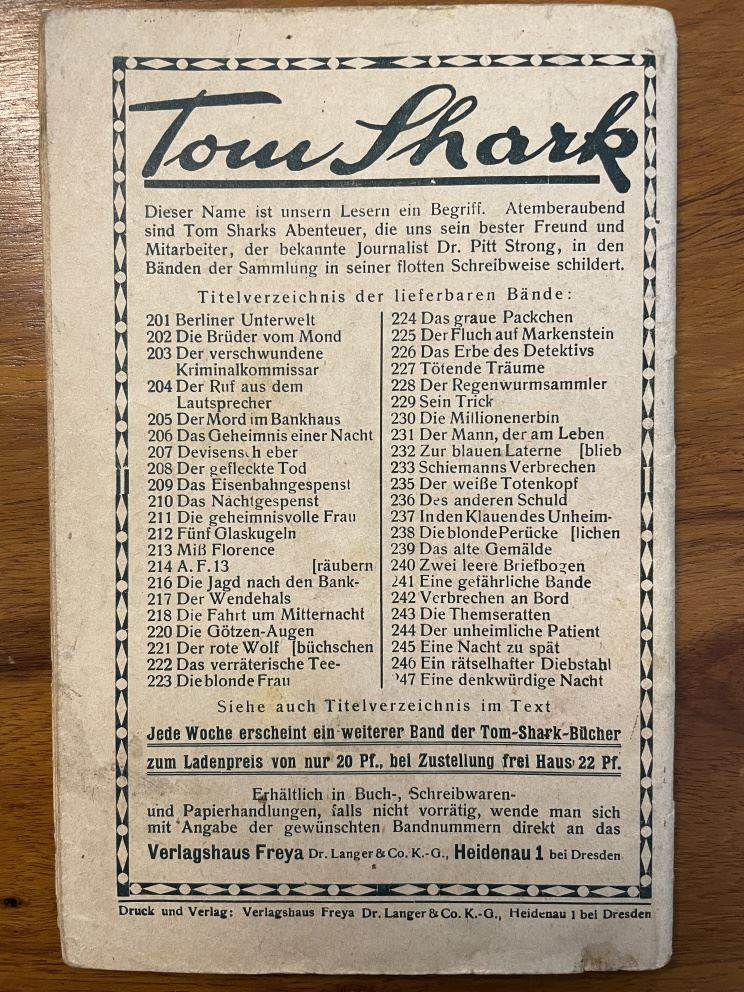 Tom Shark
Dieser Name ist unsern Lesern ein Begriff. Atemberaubend
sind Tom Sharks Abenteuer, die uns sein bester Freund und
Mitarbeiter, der bekannte Journalist Dr. Pitt Strong, in den
Bänden der Sammlung in seiner flotten Schreibweise schildert.
Titelverzeichnis der lieferbaren Bände:
201 Berliner Unterwelt
202 Die Brüder vom Mond
203 Der verschwundene
Kriminalkommissar
204 Der Ruf aus dem
Lautsprecher
205 Der Mord im Bankhaus
206 Das Geheimnis einer Nacht
207 Devisensch eber
208 Der gefleckte Tod
209 Das Eisenbahngespenst
210 Das Nachtgespenst
211 Die geheimnisvolle Frau
212 Fünf Glaskugeln
213 Miß Florence
214 A. F. 13 [räubern
216 Die Jagd nach den Bank-
217 Der Wendehals
218 Die Fahrt um Mitternacht
220 Die Götzen-Augen
221 Der rote Wolf [büchschen
222 Das verräterische Tee-
223 Die blonde Frau
224 Das graue Päckchen
225 Der Fluch auf Markenstein
226 Das Erbe des Detektivs
227 Tötende Träume
228 Der Regenwurmsammler
229 Sein Trick
230 Die Millionenerbin
231 Der Mann, der am Leben
232 Zur blauen Laterne [blieb
233 Schiemanns Verbrechen
235 Der weiße Totenkopf
236 Des anderen Schuld
237 In den Klauen des Unheim-
238 Die blonde Perücke [lichen
239 Das alte Gemälde
240 Zwei leere Briefbogen
241 Eine gefährliche Bande
242 Verbrechen an Bord
243 Die Themseratten
244 Der unheimliche Patient
245 Eine Nacht zu spät
246 Ein rätselhafter Diebstahl
247 Eine denkwürdige Nacht
Siehe auch Titelverzeichnis im Text
Jede Woche erscheint ein weiterer Band der Tom-Shark-Bücher
zum Ladenpreis von nur 20 Pf., bei Zustellung frei Haus 22 Pf.
Erhältlich in Buch-, Schreibwaren-
und Papierhandlungen, falls nicht vorrätig, wende man sich
mit Angabe der gewünschten Bandnummern direkt an das
Verlagshaus Freya Dr. Langer & Co. K.-G., Heidenau 1 bei Dresden
Druck und Verlag: Verlagshaus Freya Dr. Langer & Co. K.-G., Heidenau 1 bei Dresden